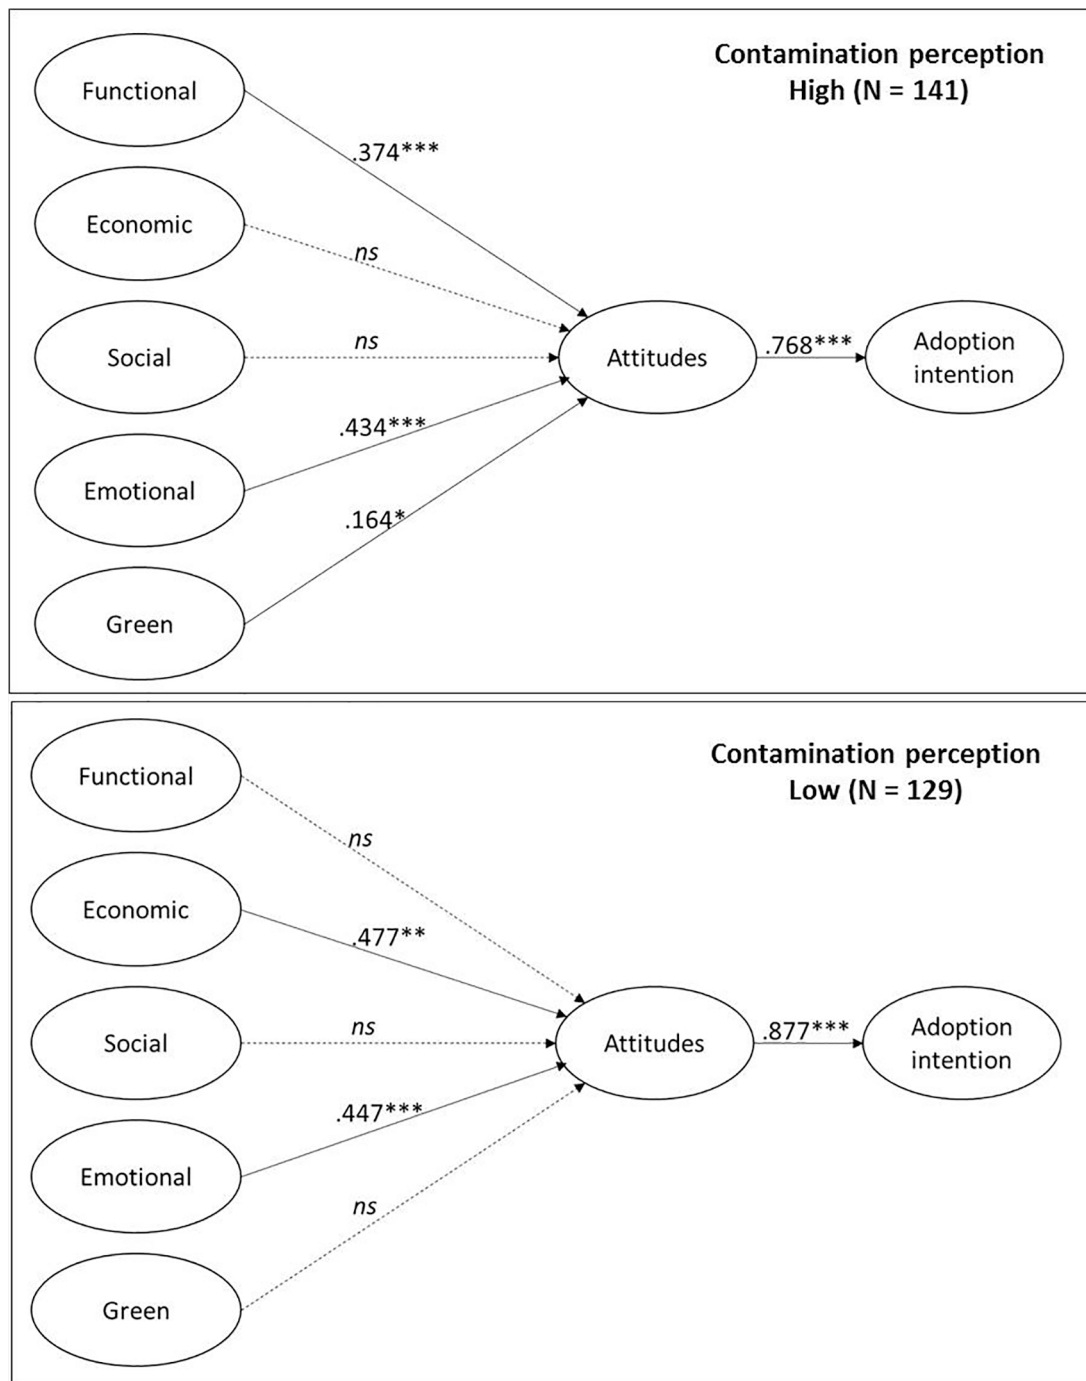 Contamination perception
High (N = 141)
Functional
.374***
Economic
ns
Social
ns
Attitudes
.768***
Adoption
intention
.434***
Emotional
.164*
Green
Contamination perception
Low (N = 129)
Functional
ns
Economic
.477**
Social
ns
Attitudes
.877***
Adoption
intention
.447***
Emotional
ns
Green